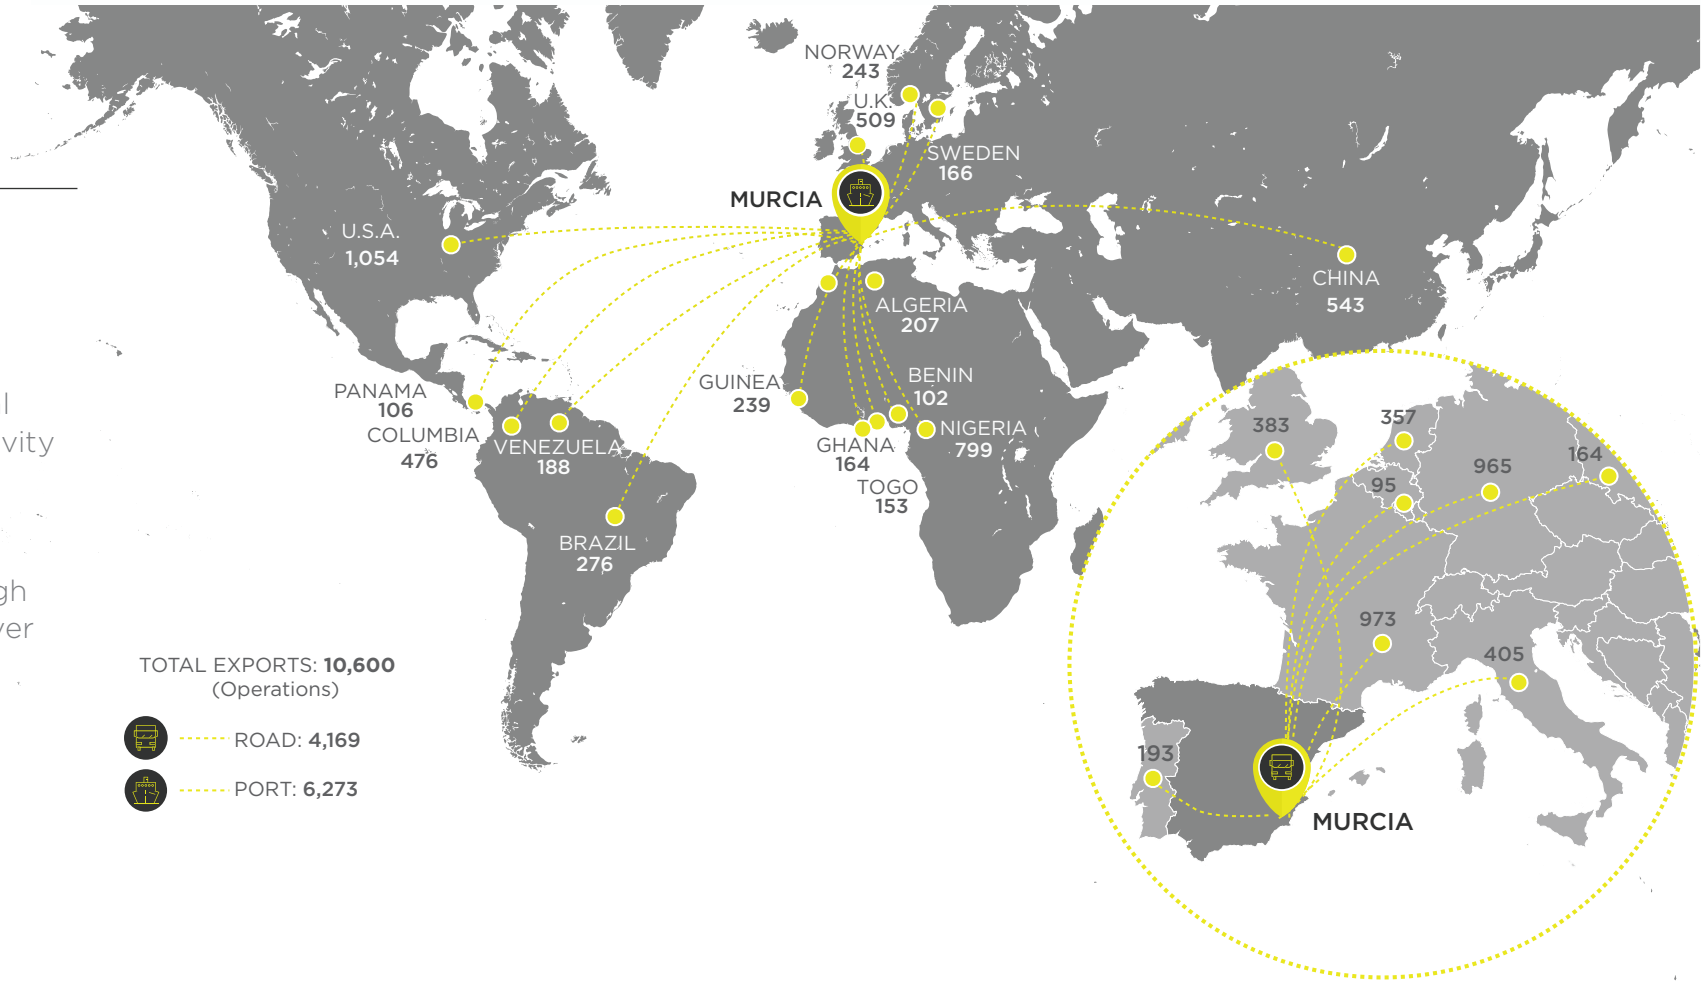 NORWAY
243
U.K.
509
SWEDEN
166
MURCIA
U.S.A.
1,054
CHINA
543
ALGERIA
207
PANAMA
106
COLUMBIA
476
VENEZUELA
188
GUINEA
239
BENIN
102
NIGERIA
799
GHANA
164
TOGO
153
BRAZIL
276
l
vity
gh
ver
TOTAL EXPORTS: 10,600
(Operations)
ROAD: 4,169
PORT: 6,273
383
357
965
164
95
973
405
193
MURCIA